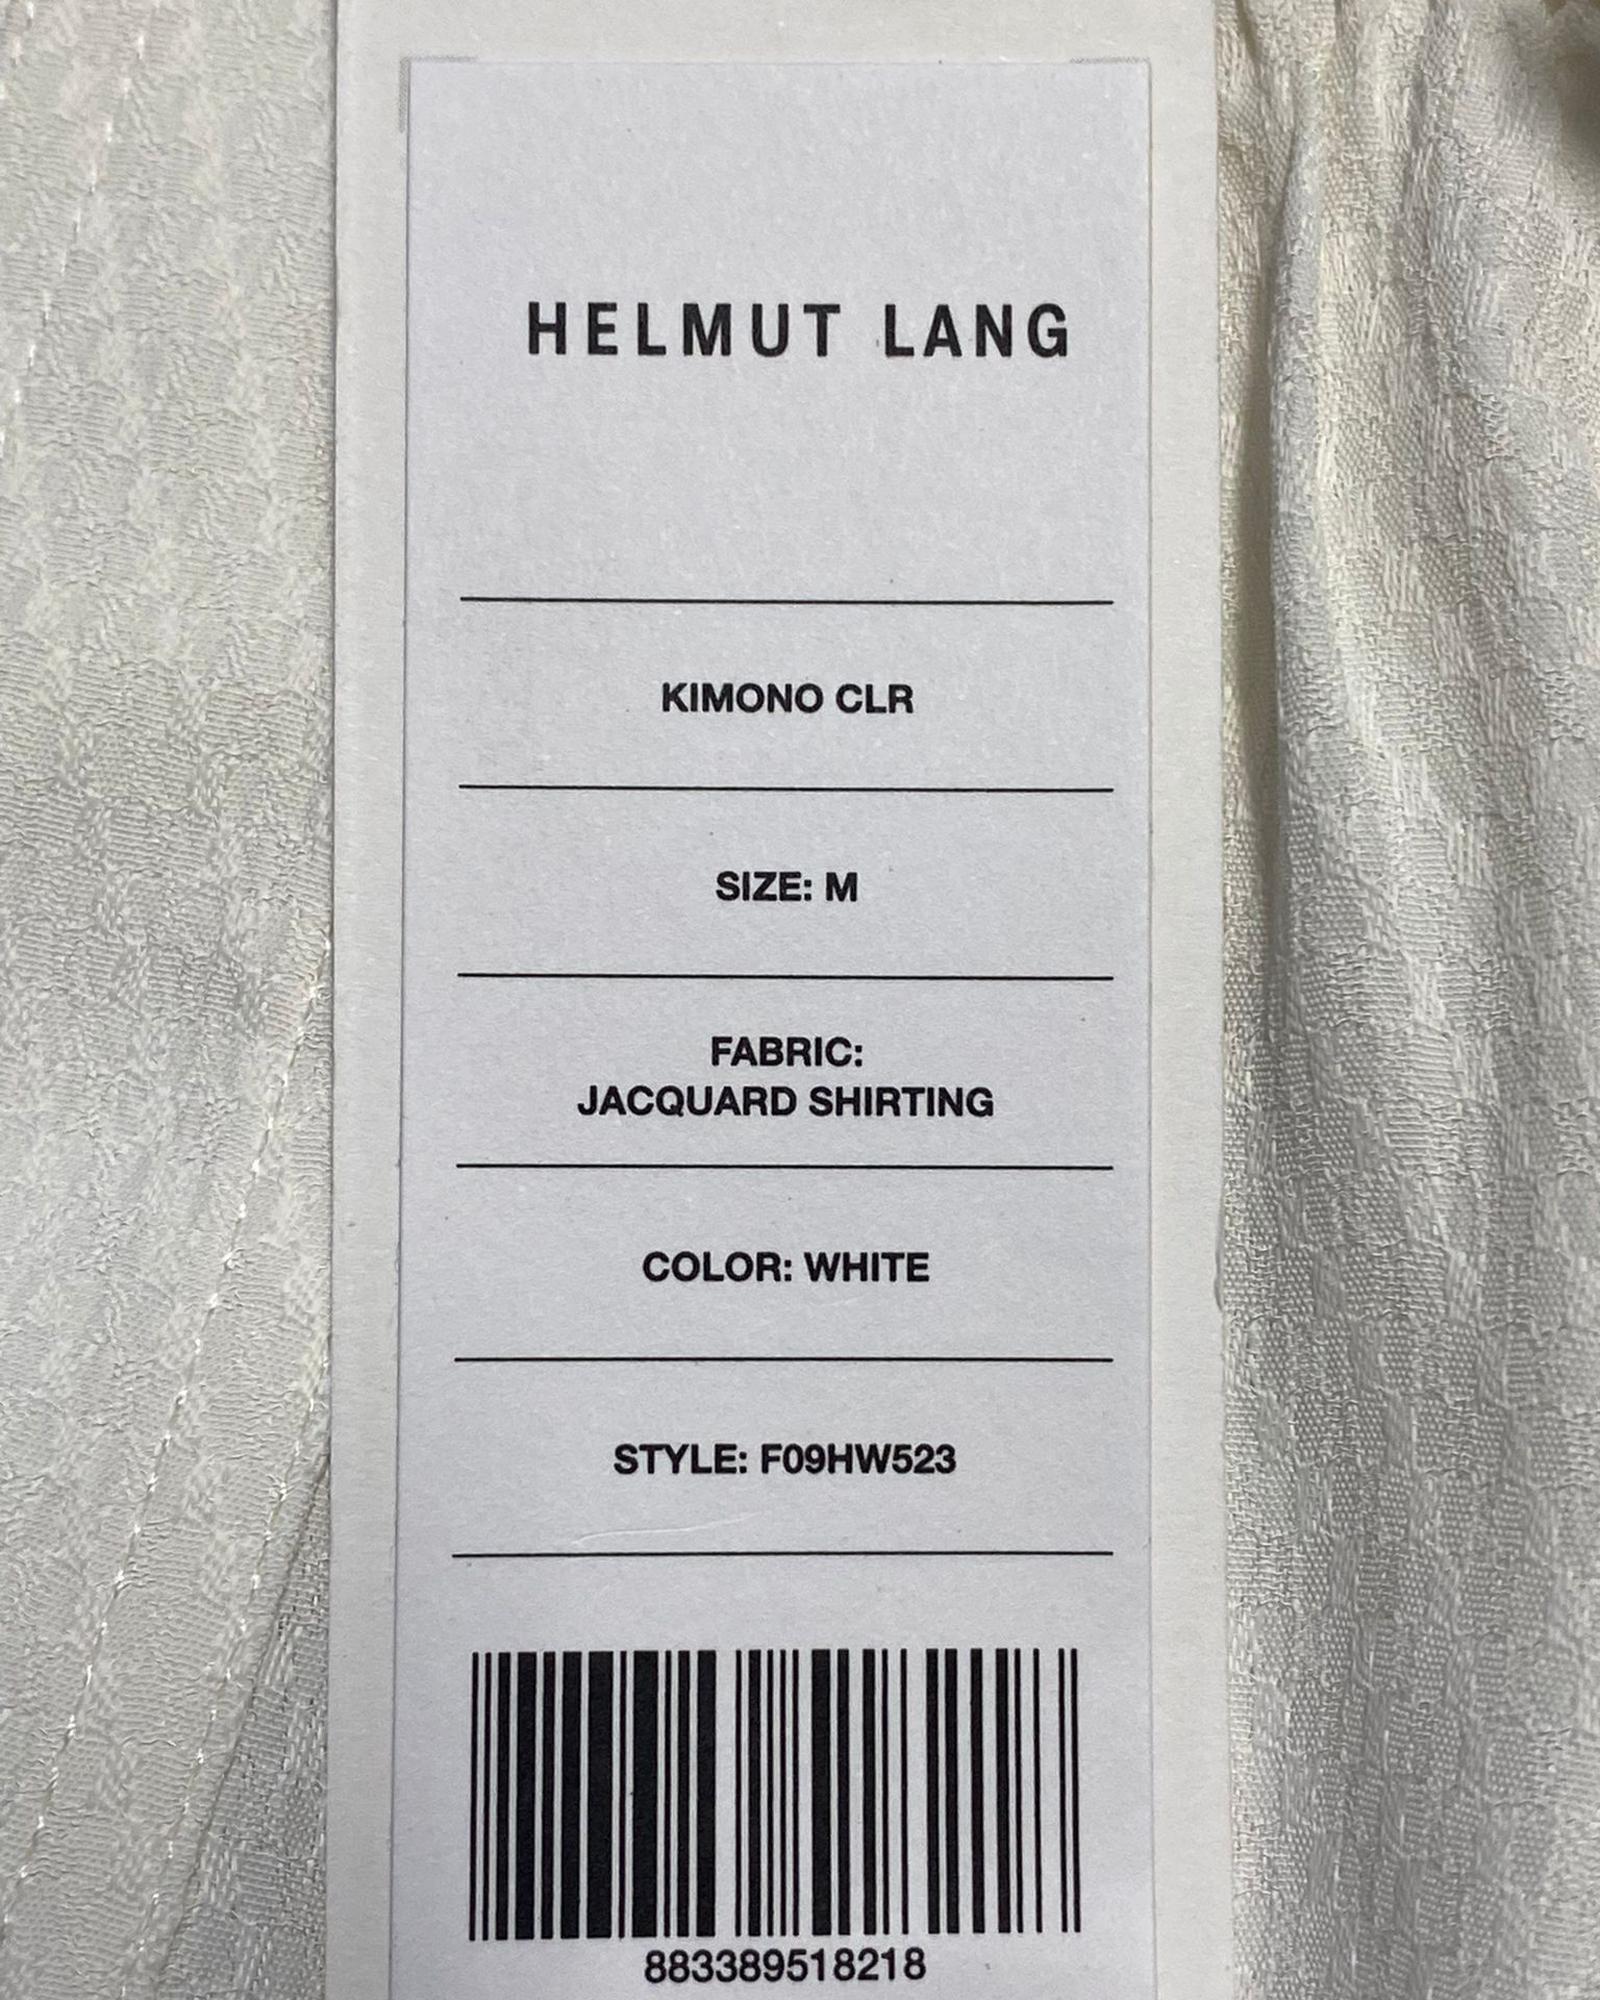 HELMUT LANG
KIMONO CLR
SIZE: M
FABRIC:
JACQUARD SHIRTING
COLOR: WHITE
STYLE: F09HW523
883389518218